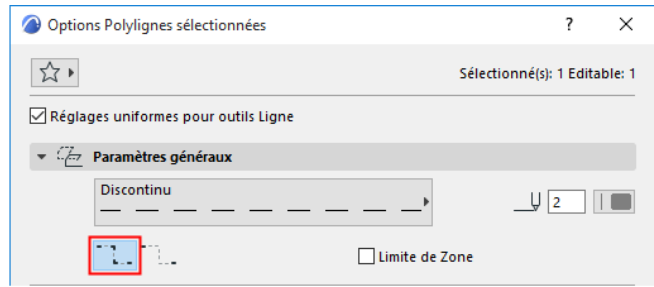 Options Polylignes sélectionnées ?
Sélectionné(s): 1 Editable: 1
Réglages uniformes pour outils Ligne
Paramètres généraux
Discontinu
2
Limite de Zone